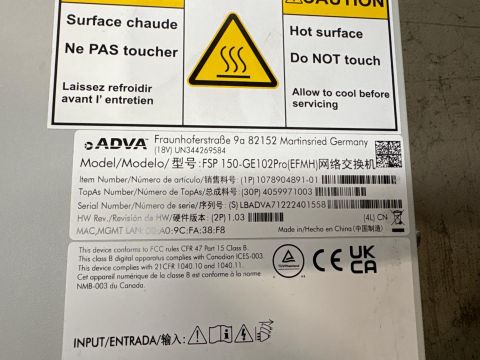 CAUTION
Surface chaude
Ne PAS toucher
Laissez refroidir
avant l' entretien
Hot surface
Do NOT touch
Allow to cool before
servicing
ADVA Fraunhoferstraße 9a 82152 Martinsried Germany
(18V) UN344269584
Model/Modelo/型号:FSP 150-GE102Pro(EFMH)网络交换机
Item Number/Número de artículo/销售料号: (1P) 1078904891-01
TopAs Number/Número de TopAs/总成料号: (30P) 4059971003
Serial Number/Número de serie/序列号: (S) LBADVA71222401558
HW Rev./Revisión de HW/硬件版本: (2P) 1.03
(4L) CN
MAC,MGMT LAN: 00:A0:9C:FA:38:F8
Made in/Hecho en China (中国制造)
This device conforms to FCC rules CFR 47 Part 15 Class B.
This class B digital apparatus complies with Canadian ICES-003
This complies with 21CFR 1040.10 and 1040.11.
Cet appareil numérique de la classe B est conforme à la norme
NMB-003 du Canada.
CE
UK
CA
INPUT/ENTRADA/输入: